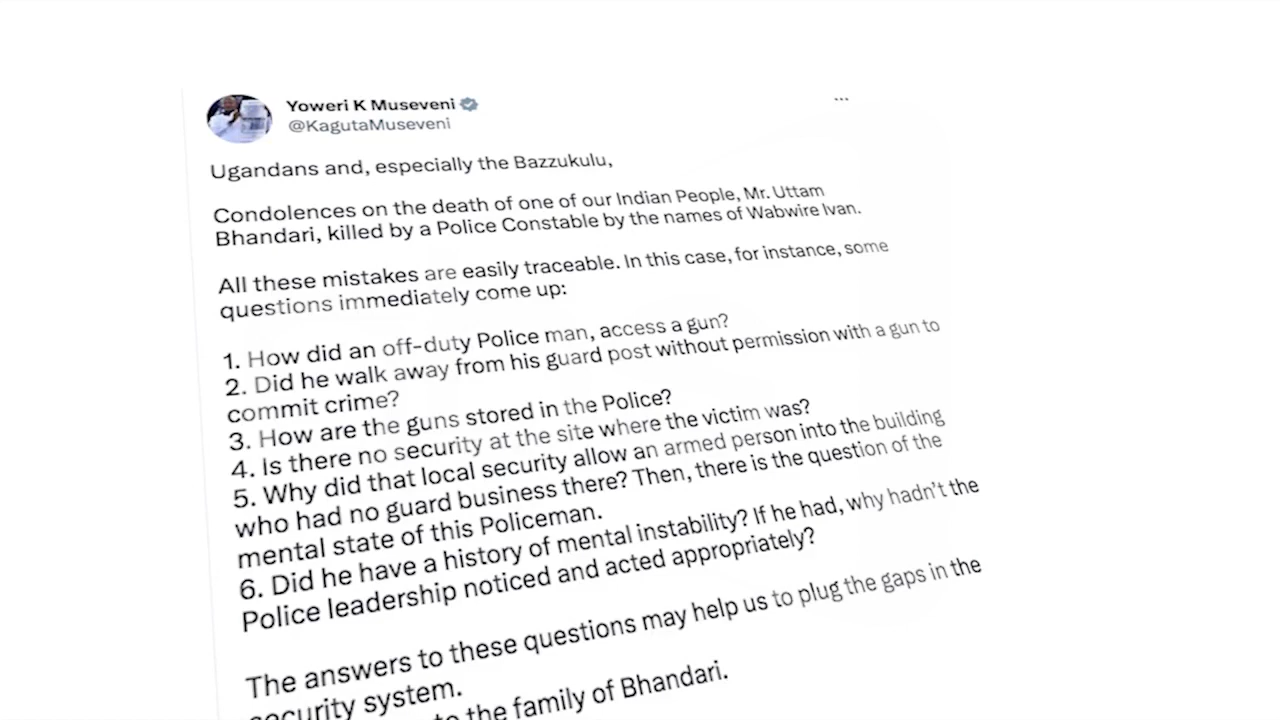 Yoweri K Museveni
...
@KagutaMuseveni
Ugandans and, especially the Bazzukulu,
Condolences on the death of one of our Indian People, Mr. Uttam
Bhandari, killed by a Police Constable by the names of Wabwire Ivan.
All these mistakes are easily traceable. In this case, for instance, some
questions immediately come up:
1. How did an off-duty Police man, access a gun?
2. Did he walk away from his guard post without permission with a gun to
commit crime?
3. How are the guns stored in the Police?
4. Is there no security at the site where the victim was?
5. Why did that local security allow an armed person into the building
who had no guard business there? Then, there is the question of the
mental state of this Policeman.
6. Did he have a history of mental instability? If he had, why hadn't the
Police leadership noticed and acted appropriately?
The answers to these questions may help us to plug the gaps in the
security system.
to the family of Bhandari.